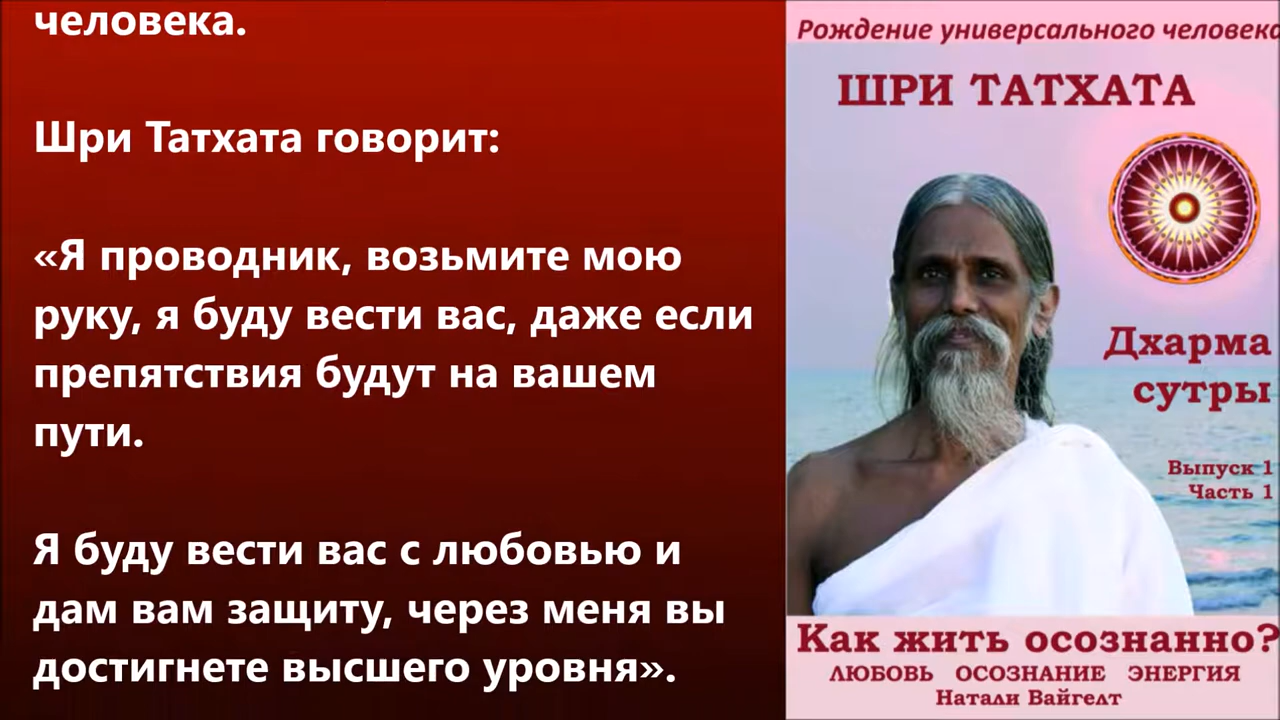 человека.
Шри Татхата говорит:
«Я проводник, возьмите мою
руку, я буду вести вас, даже если
препятствия будут на вашем
пути.
Я буду вести вас с любовью и
дам вам защиту, через меня вы
достигнете высшего уровня».
Рождение универсального человека
ШРИ ТАТХАТА
Дхарма
сутры
Выпуск 1
Часть 1
Как жить осознанно?
ЛЮБОВЬ ОСОЗНАНИЕ ЭНЕРГИЯ
Натали Вайгелт